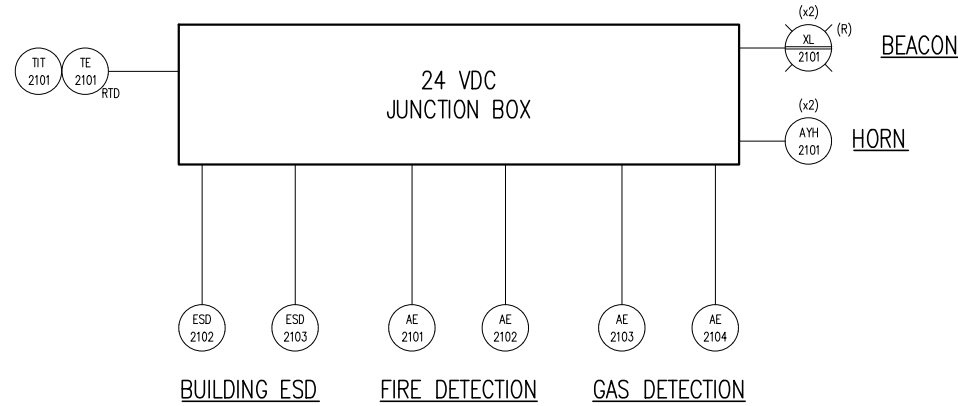 (x2)
(R)
XL
2101
BEACON
TIT
2101
TE
2101
RTD
24 VDC
JUNCTION BOX
(x2)
AYH
2101
HORN
ESD
2102
ESD
2103
AE
2101
AE
2102
AE
2103
AE
2104
BUILDING ESD
FIRE DETECTION
GAS DETECTION